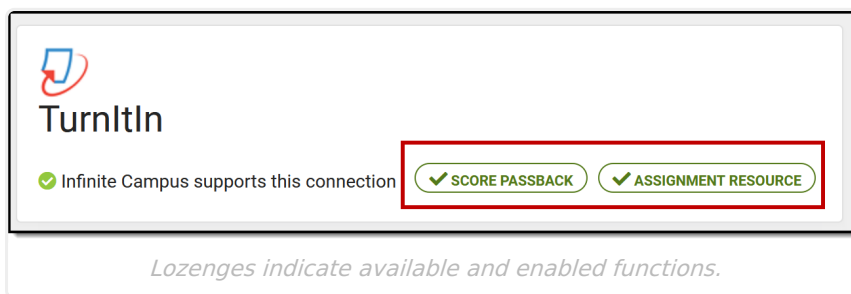 TurnItIn
Infinite Campus supports this connection SCORE PASSBACK ASSIGNMENT RESOURCE
Lozenges indicate available and enabled functions.